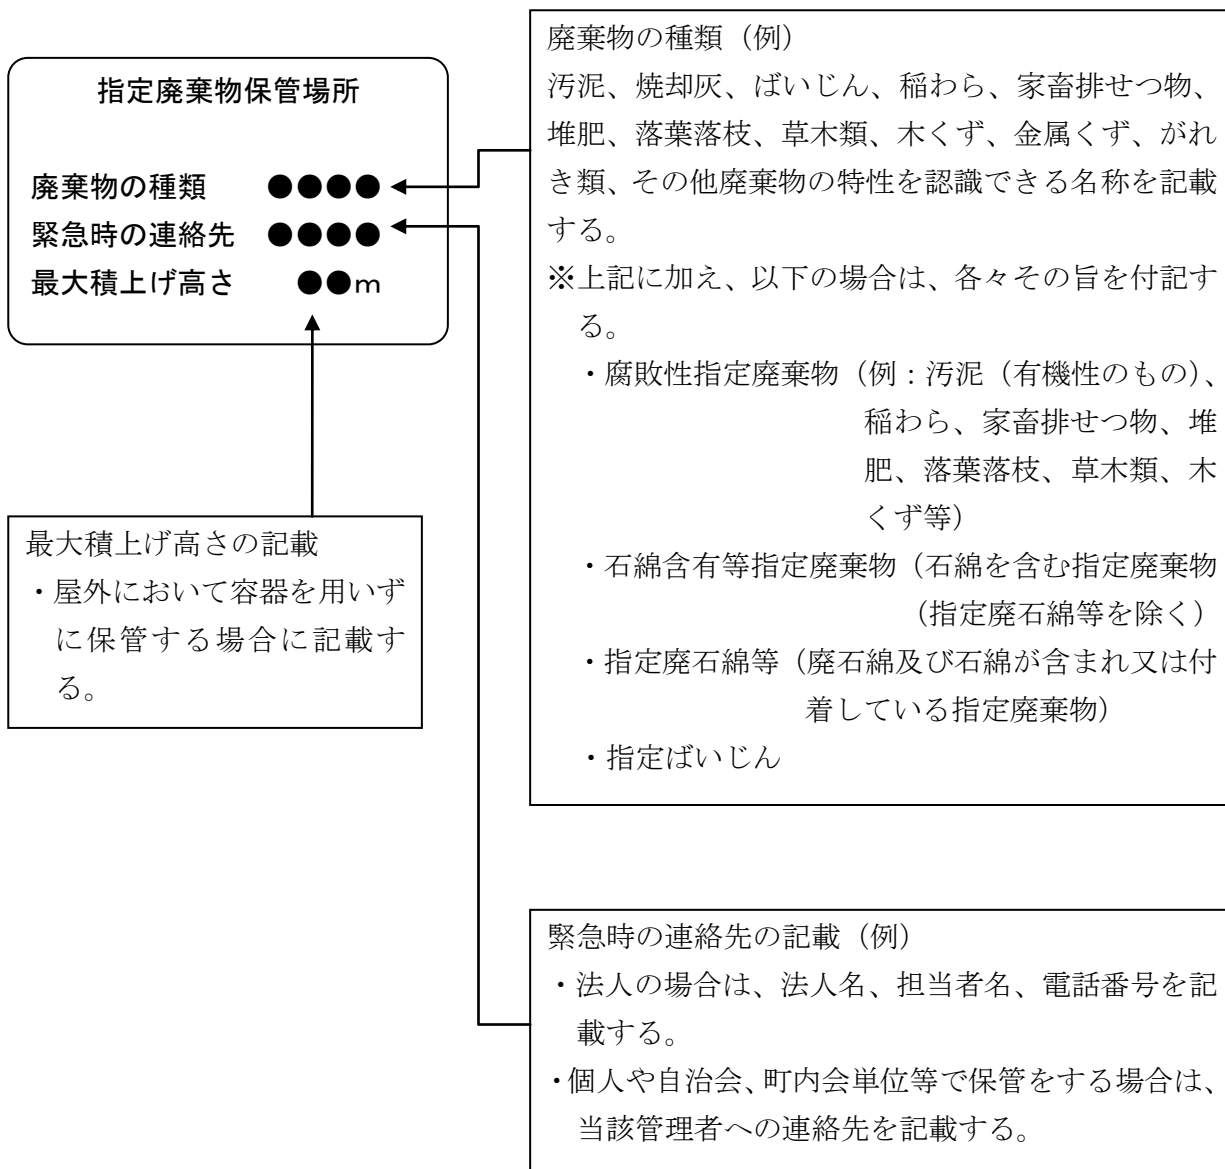 指定廃棄物保管場所
廃棄物の種類 ●●●●
緊急時の連絡先 ●●●●
最大積上げ高さ ●●m
最大積上げ高さの記載
・屋外において容器を用いず
に保管する場合に記載す
る。
廃棄物の種類（例）
汚泥、焼却灰、ばいじん、稲わら、家畜排せつ物、
堆肥、落葉落枝、草木類、木くず、金属くず、がれ
き類、その他廃棄物の特性を認識できる名称を記載
する。
※上記に加え、以下の場合は、各々その旨を付記す
る。
・腐敗性指定廃棄物（例：汚泥（有機性のもの）、
稲わら、家畜排せつ物、堆
肥、落葉落枝、草木類、木
くず等）
・石綿含有等指定廃棄物（石綿を含む指定廃棄物
（指定廃石綿等を除く）
・指定廃石綿等（廃石綿及び石綿が含まれ又は付
着している指定廃棄物）
・指定ばいじん
緊急時の連絡先の記載（例）
・法人の場合は、法人名、担当者名、電話番号を記
載する。
・個人や自治会、町内会単位等で保管をする場合は、
当該管理者への連絡先を記載する。